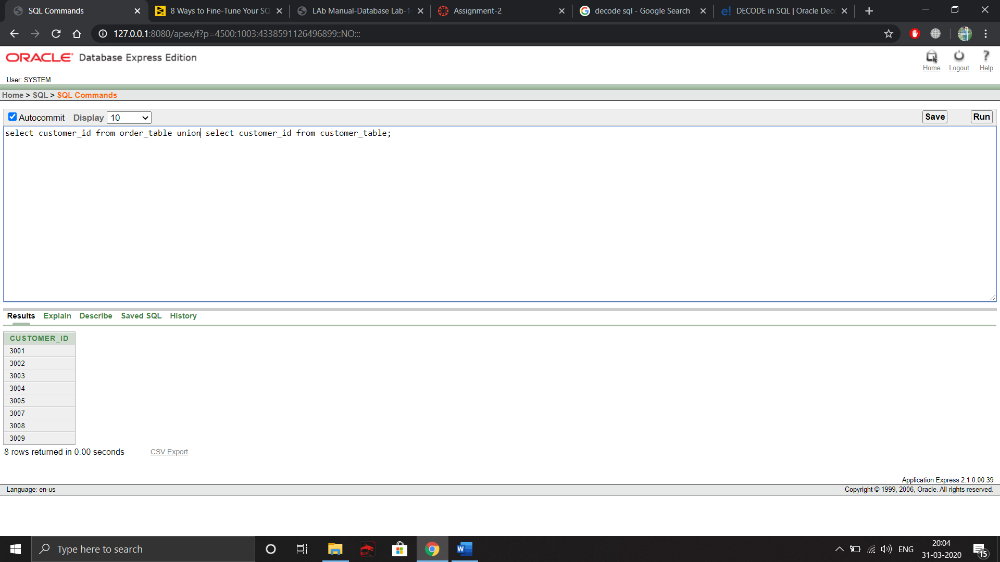 SQL Commands
8 Ways to Fine-Tune Your SQ
LAb Manual-Database Lab-1
Assignment-2
decode sql - Google Search
DECODE in SQL | Oracle Dec
127.0.0.1:8080/apex/f?p=4500:1003:4338591126496899::NO:::
ORACLE Database Express Edition
Home Logout Help
User: SYSTEM
Home > SQL > SQL Commands
Autocommit Display 10 Save Run
select customer_id from order_table union select customer_id from customer_table;
Results Explain Describe Saved SQL History
CUSTOMER_ID
3001
3002
3003
3004
3005
3007
3008
3009
8 rows returned in 0.00 seconds CSV Export
Application Express 2.1.0.00.39
Language: en-us Copyright © 1999, 2006, Oracle. All rights reserved.
Type here to search
ENG
20:04
31-03-2020
15